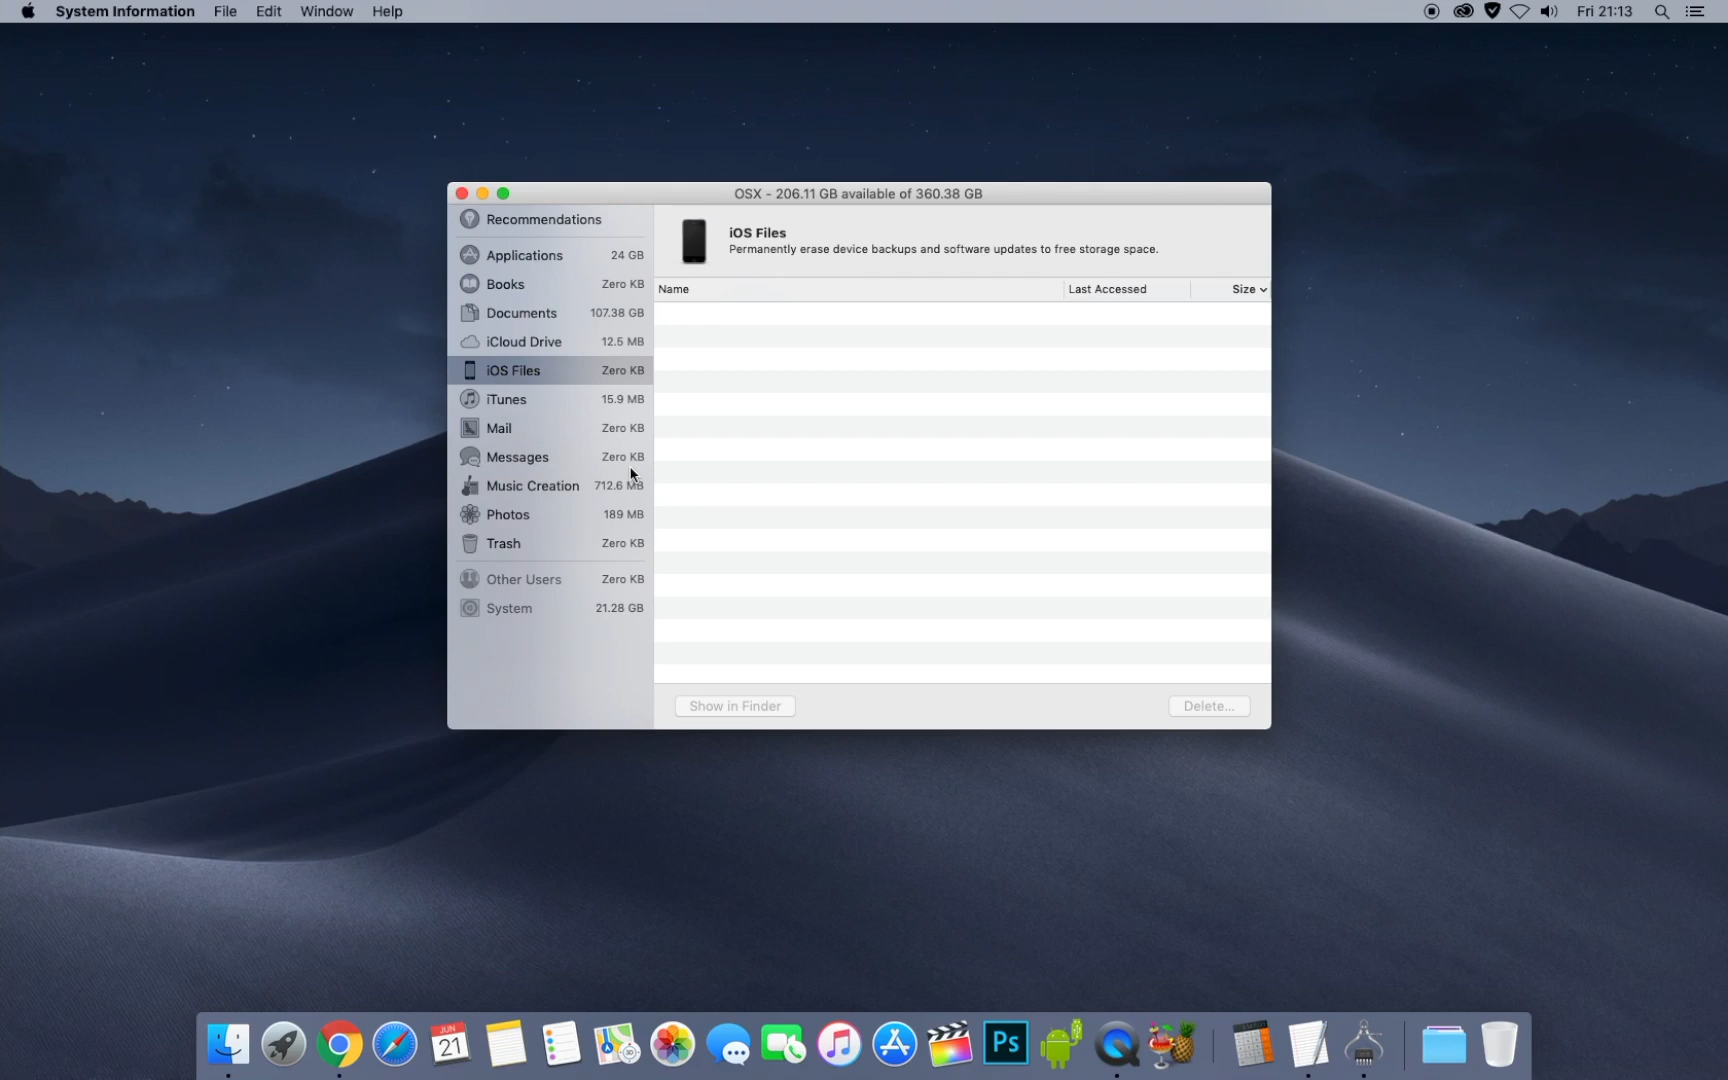 System Information File Edit Window Help Fri 21:13
OSX - 206.11 GB available of 360.38 GB
Recommendations
Applications 24 GB
Books Zero KB
Documents 107.38 GB
iCloud Drive 12.5 MB
iOS Files Zero KB
iTunes 15.9 MB
Mail Zero KB
Messages Zero KB
Music Creation 712.6 MB
Photos 189 MB
Trash Zero KB
Other Users Zero KB
System 21.28 GB
iOS Files
Permanently erase device backups and software updates to free storage space.
Name Last Accessed Size
Show in Finder Delete...
JUN
21
3D
Ps